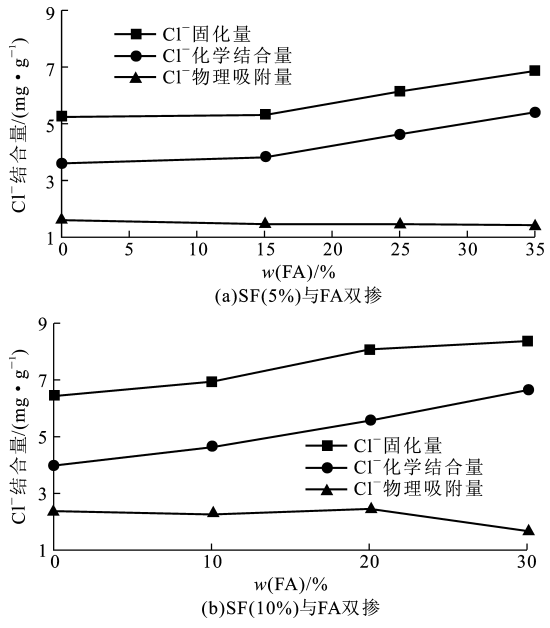 9
7
5
3
1
Cl⁻结合量/(mg·g⁻¹)
Cl⁻固化量
Cl⁻化学结合量
Cl⁻物理吸附量
0 5 10 15 20 25 30 35
w(FA)/%
(a)SF(5%)与FA双掺
9
7
5
3
1
Cl⁻结合量/(mg·g⁻¹)
Cl⁻固化量
Cl⁻化学结合量
Cl⁻物理吸附量
0 10 20 30
w(FA)/%
(b)SF(10%)与FA双掺